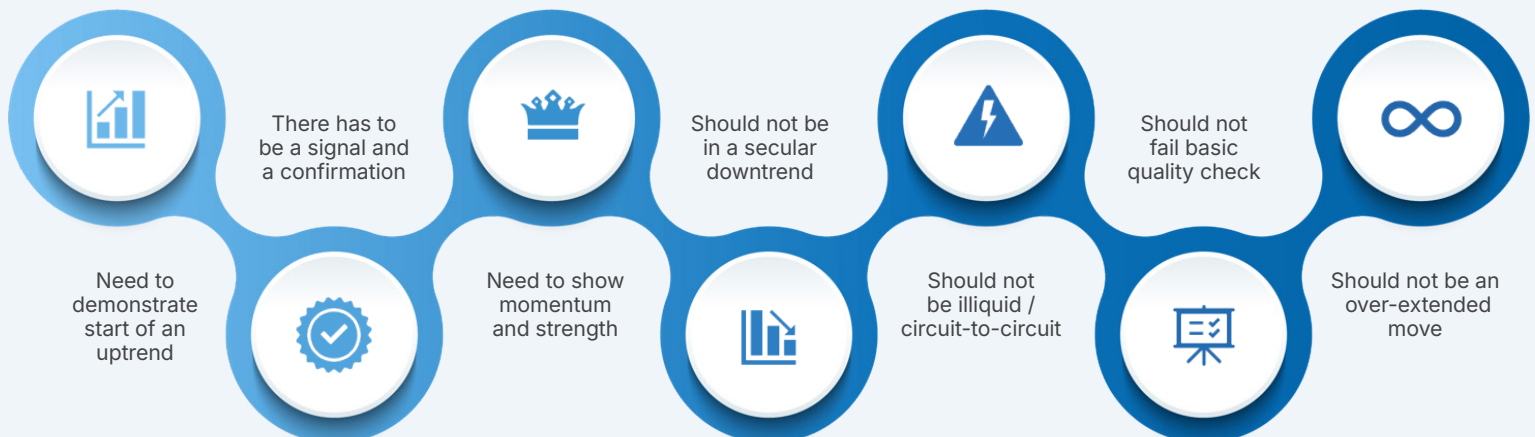 Need to
demonstrate
start of an
uptrend
There has to
be a signal and
a confirmation
Need to show
momentum
and strength
Should not be
in a secular
downtrend
Should not
be illiquid /
circuit-to-circuit
Should not
fail basic
quality check
Should not be an
over-extended
move